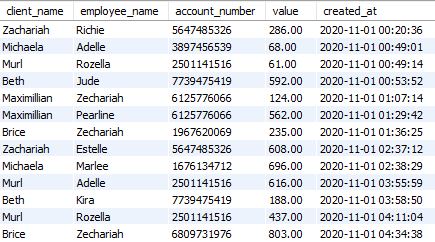 client_name employee_name account_number value created_at
Zachariah Richie 5647485326 286.00 2020-11-01 00:20:36
Michaela Adelle 3897456539 68.00 2020-11-01 00:49:01
Murl Rozella 2501141516 61.00 2020-11-01 00:49:14
Beth Jude 7739475419 592.00 2020-11-01 00:53:52
Maximillian Zechariah 6125776066 124.00 2020-11-01 01:07:14
Maximillian Pearline 6125776066 562.00 2020-11-01 01:29:42
Brice Zechariah 1967620069 235.00 2020-11-01 01:36:25
Zachariah Estelle 5647485326 608.00 2020-11-01 02:37:12
Michaela Marlee 1676134712 696.00 2020-11-01 02:38:29
Murl Adelle 2501141516 616.00 2020-11-01 03:55:59
Beth Kira 7739475419 188.00 2020-11-01 03:58:50
Murl Rozella 2501141516 437.00 2020-11-01 04:11:04
Brice Zechariah 6809731976 803.00 2020-11-01 04:34:38